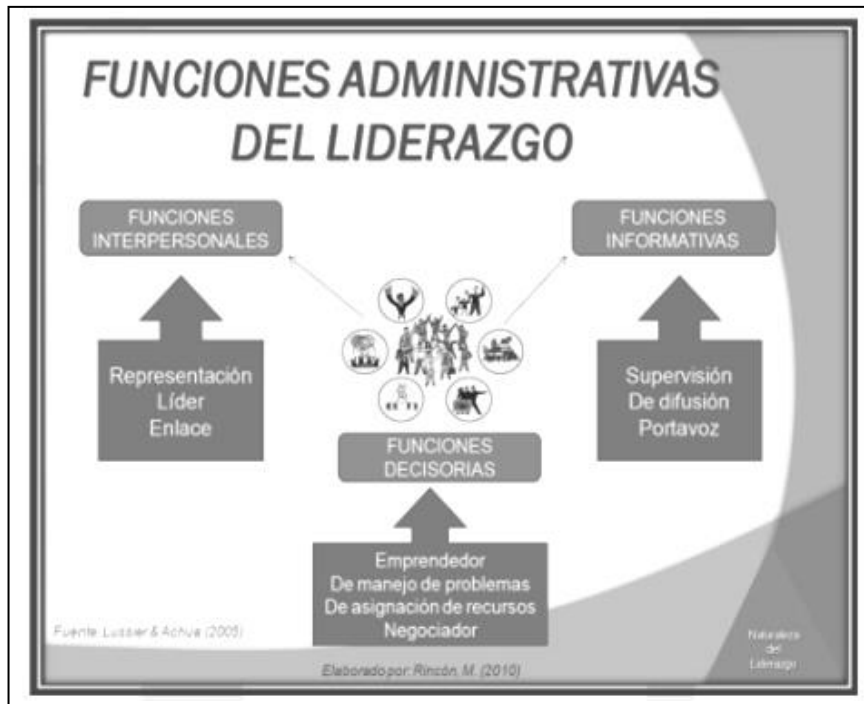 FUNCIONES ADMINISTRATIVAS
DEL LIDERAZGO
FUNCIONES
INTERPERSONALES
FUNCIONES
INFORMATIVAS
Representación
Líder
Enlace
Supervisión
De difusión
Portavoz
FUNCIONES
DECISORIAS
Emprendedor
De manejo de problemas
De asignación de recursos
Negociador
Fuente: Lussier & Achua (2005)
Elaborado por: Rincón, M. (2010)
Naturaleza
del
Liderazgo